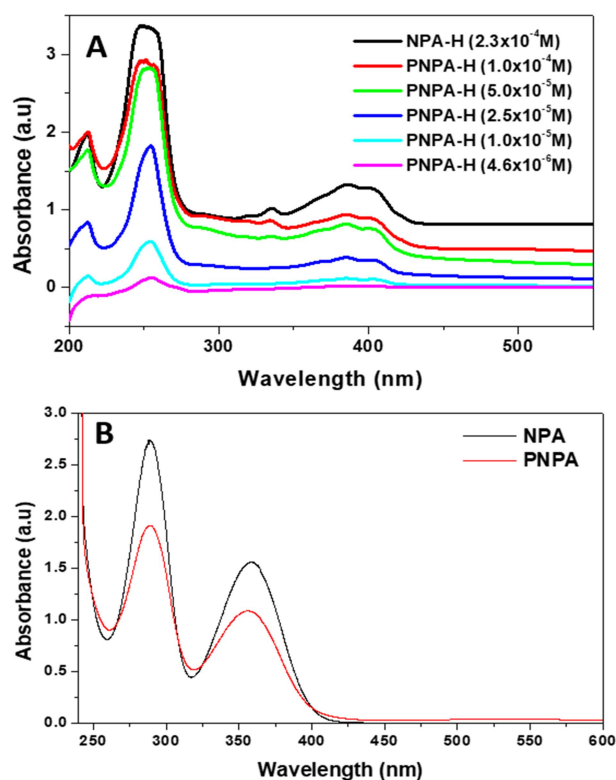 A
NPA-H (2.3x10⁻⁴M)
PNPA-H (1.0x10⁻⁴M)
PNPA-H (5.0x10⁻⁵M)
PNPA-H (2.5x10⁻⁵M)
PNPA-H (1.0x10⁻⁵M)
PNPA-H (4.6x10⁻⁶M)
Absorbance (a.u)
3
2
1
0
200
300
400
500
Wavelength (nm)
B
NPA
PNPA
Absorbance (a.u)
3.0
2.5
2.0
1.5
1.0
0.5
0.0
250 300 350 400 450 500 550 600
Wavelength (nm)